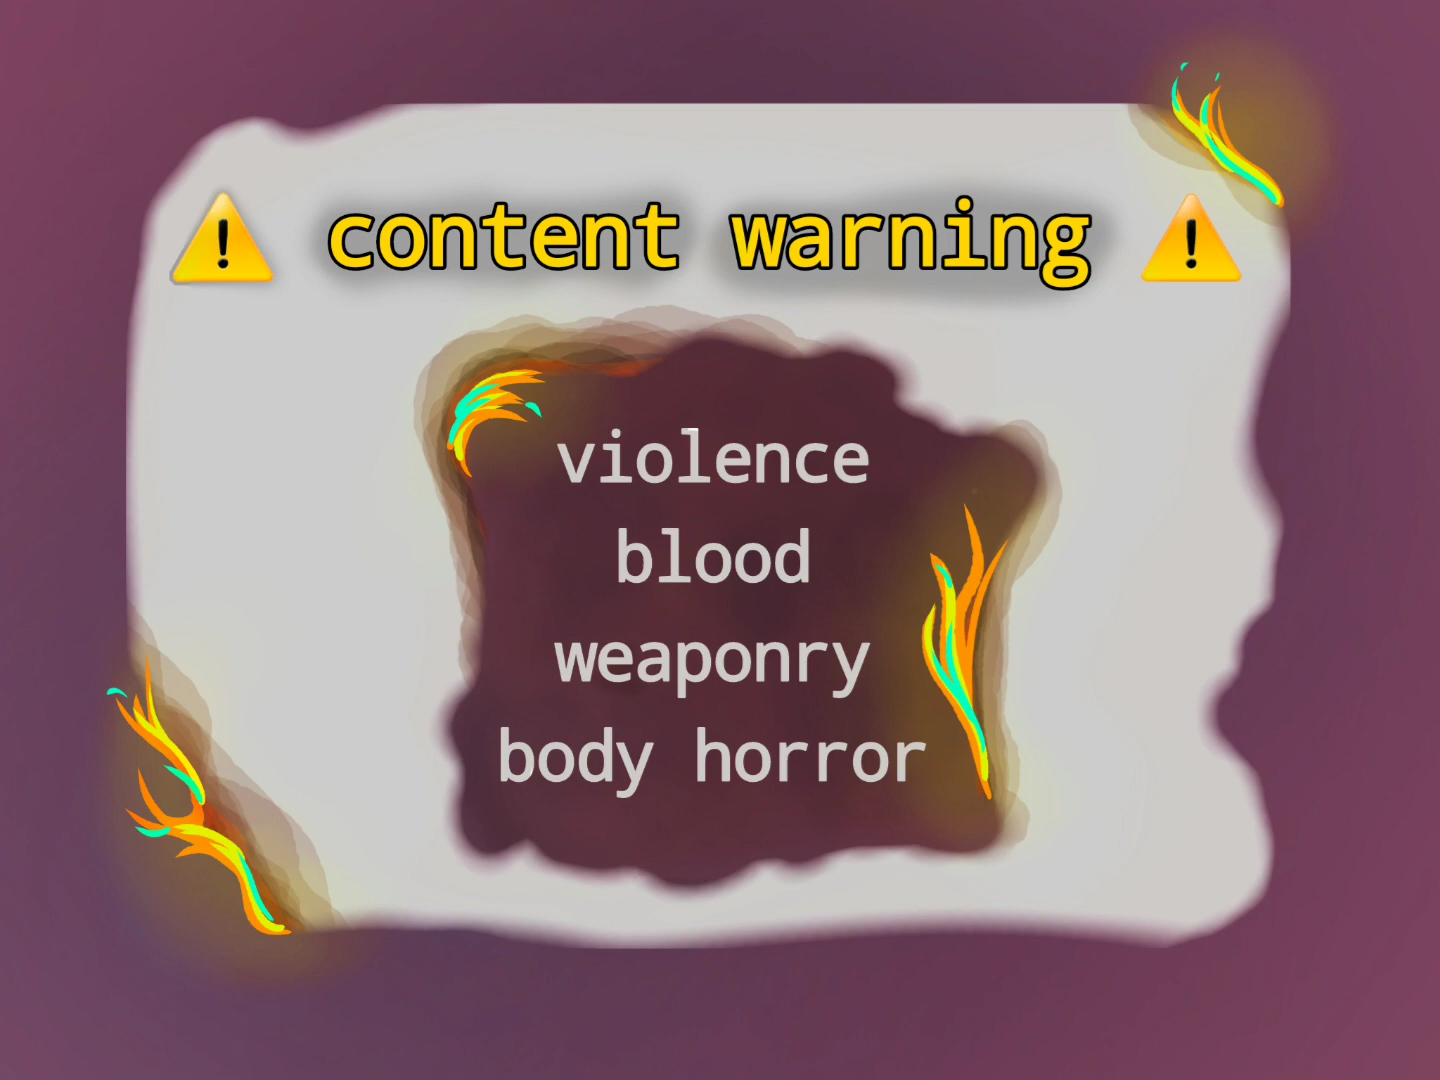 ⚠️ content warning ⚠️
violence
blood
weaponry
body horror